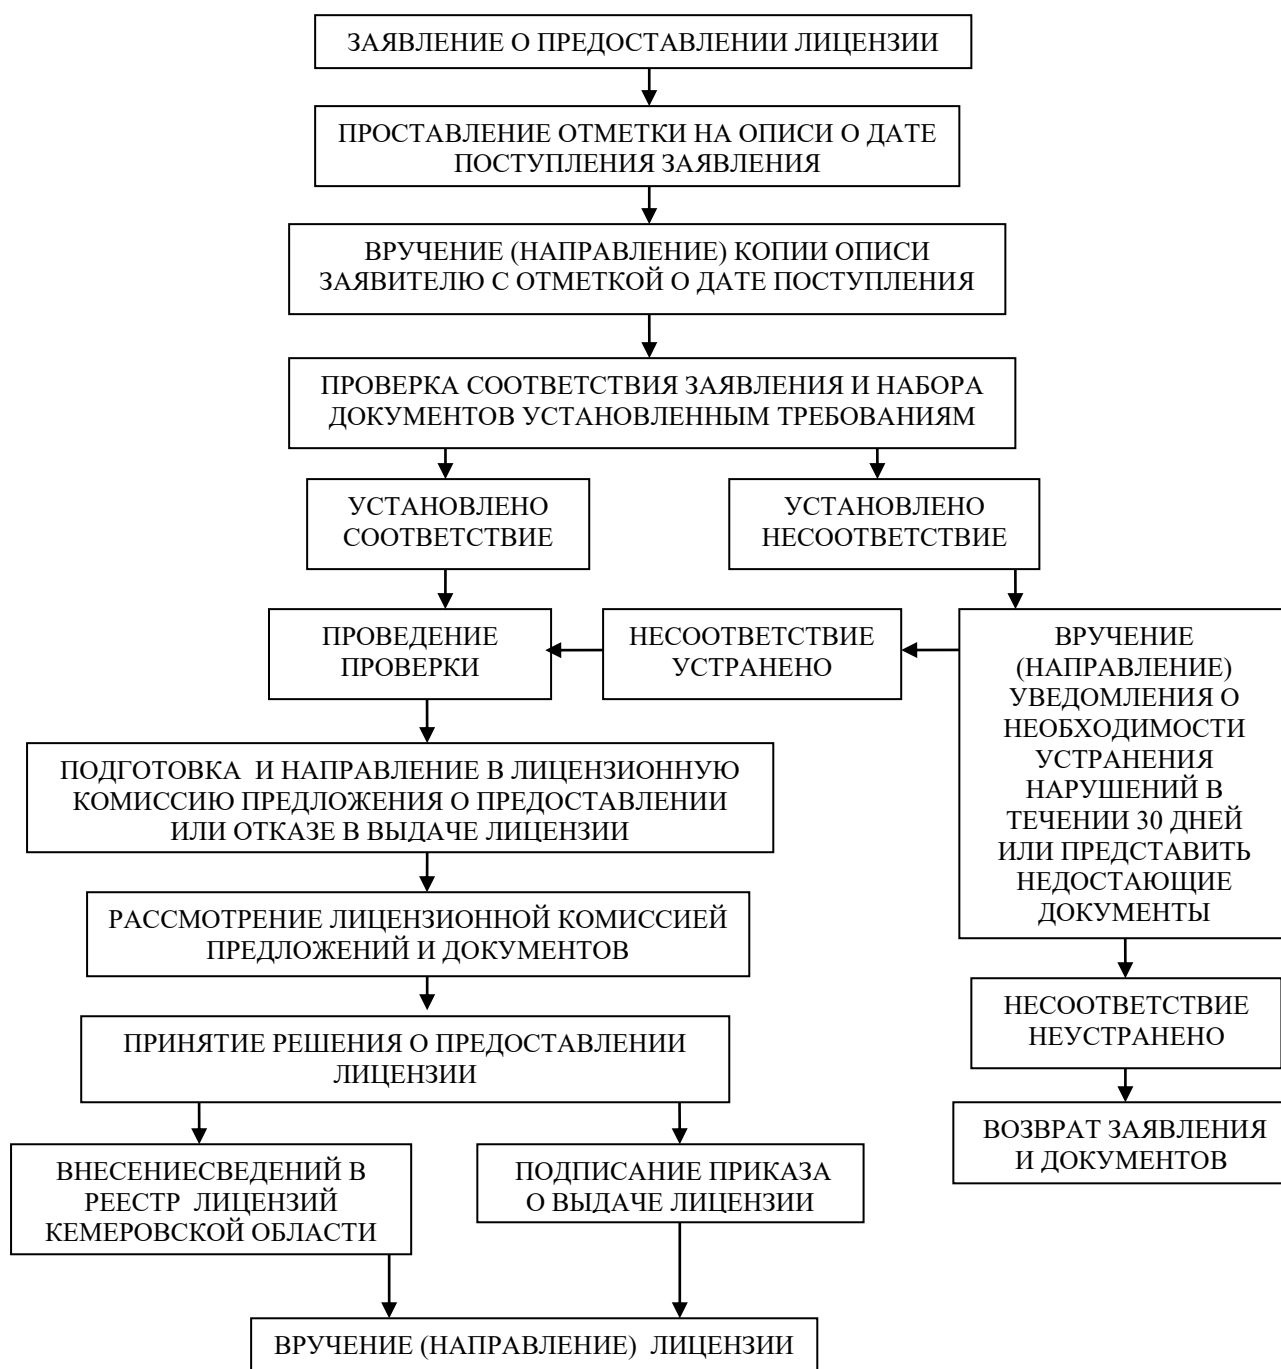 ЗАЯВЛЕНИЕ О ПРЕДОСТАВЛЕНИИ ЛИЦЕНЗИИ
ПРОСТАВЛЕНИЕ ОТМЕТКИ НА ОПИСИ О ДАТЕ
ПОСТУПЛЕНИЯ ЗАЯВЛЕНИЯ
ВРУЧЕНИЕ (НАПРАВЛЕНИЕ) КОПИИ ОПИСИ
ЗАЯВИТЕЛЮ С ОТМЕТКОЙ О ДАТЕ ПОСТУПЛЕНИЯ
ПРОВЕРКА СООТВЕТСТВИЯ ЗАЯВЛЕНИЯ И НАБОРА
ДОКУМЕНТОВ УСТАНОВЛЕННЫМ ТРЕБОВАНИЯМ
УСТАНОВЛЕНО
СООТВЕТСТВИЕ
УСТАНОВЛЕНО
НЕСООТВЕТСТВИЕ
ПРОВЕДЕНИЕ
ПРОВЕРКИ
НЕСООТВЕТСТВИЕ
УСТРАНЕНО
ВРУЧЕНИЕ
(НАПРАВЛЕНИЕ)
УВЕДОМЛЕНИЯ О
НЕОБХОДИМОСТИ
УСТРАНЕНИЯ
НАРУШЕНИЙ В
ТЕЧЕНИИ 30 ДНЕЙ
ИЛИ ПРЕДСТАВИТЬ
НЕДОСТАЮЩИЕ
ДОКУМЕНТЫ
ПОДГОТОВКА И НАПРАВЛЕНИЕ В ЛИЦЕНЗИОННУЮ
КОМИССИЮ ПРЕДЛОЖЕНИЯ О ПРЕДОСТАВЛЕНИИ
ИЛИ ОТКАЗЕ В ВЫДАЧЕ ЛИЦЕНЗИИ
РАССМОТРЕНИЕ ЛИЦЕНЗИОННОЙ КОМИССИЕЙ
ПРЕДЛОЖЕНИЙ И ДОКУМЕНТОВ
НЕСООТВЕТСТВИЕ
НЕУСТРАНЕНО
ПРИНЯТИЕ РЕШЕНИЯ О ПРЕДОСТАВЛЕНИИ
ЛИЦЕНЗИИ
ВОЗВРАТ ЗАЯВЛЕНИЯ
И ДОКУМЕНТОВ
ВНЕСЕНИЕСВЕДЕНИЙ В
РЕЕСТР ЛИЦЕНЗИЙ
КЕМЕРОВСКОЙ ОБЛАСТИ
ПОДПИСАНИЕ ПРИКАЗА
О ВЫДАЧЕ ЛИЦЕНЗИИ
ВРУЧЕНИЕ (НАПРАВЛЕНИЕ) ЛИЦЕНЗИИ